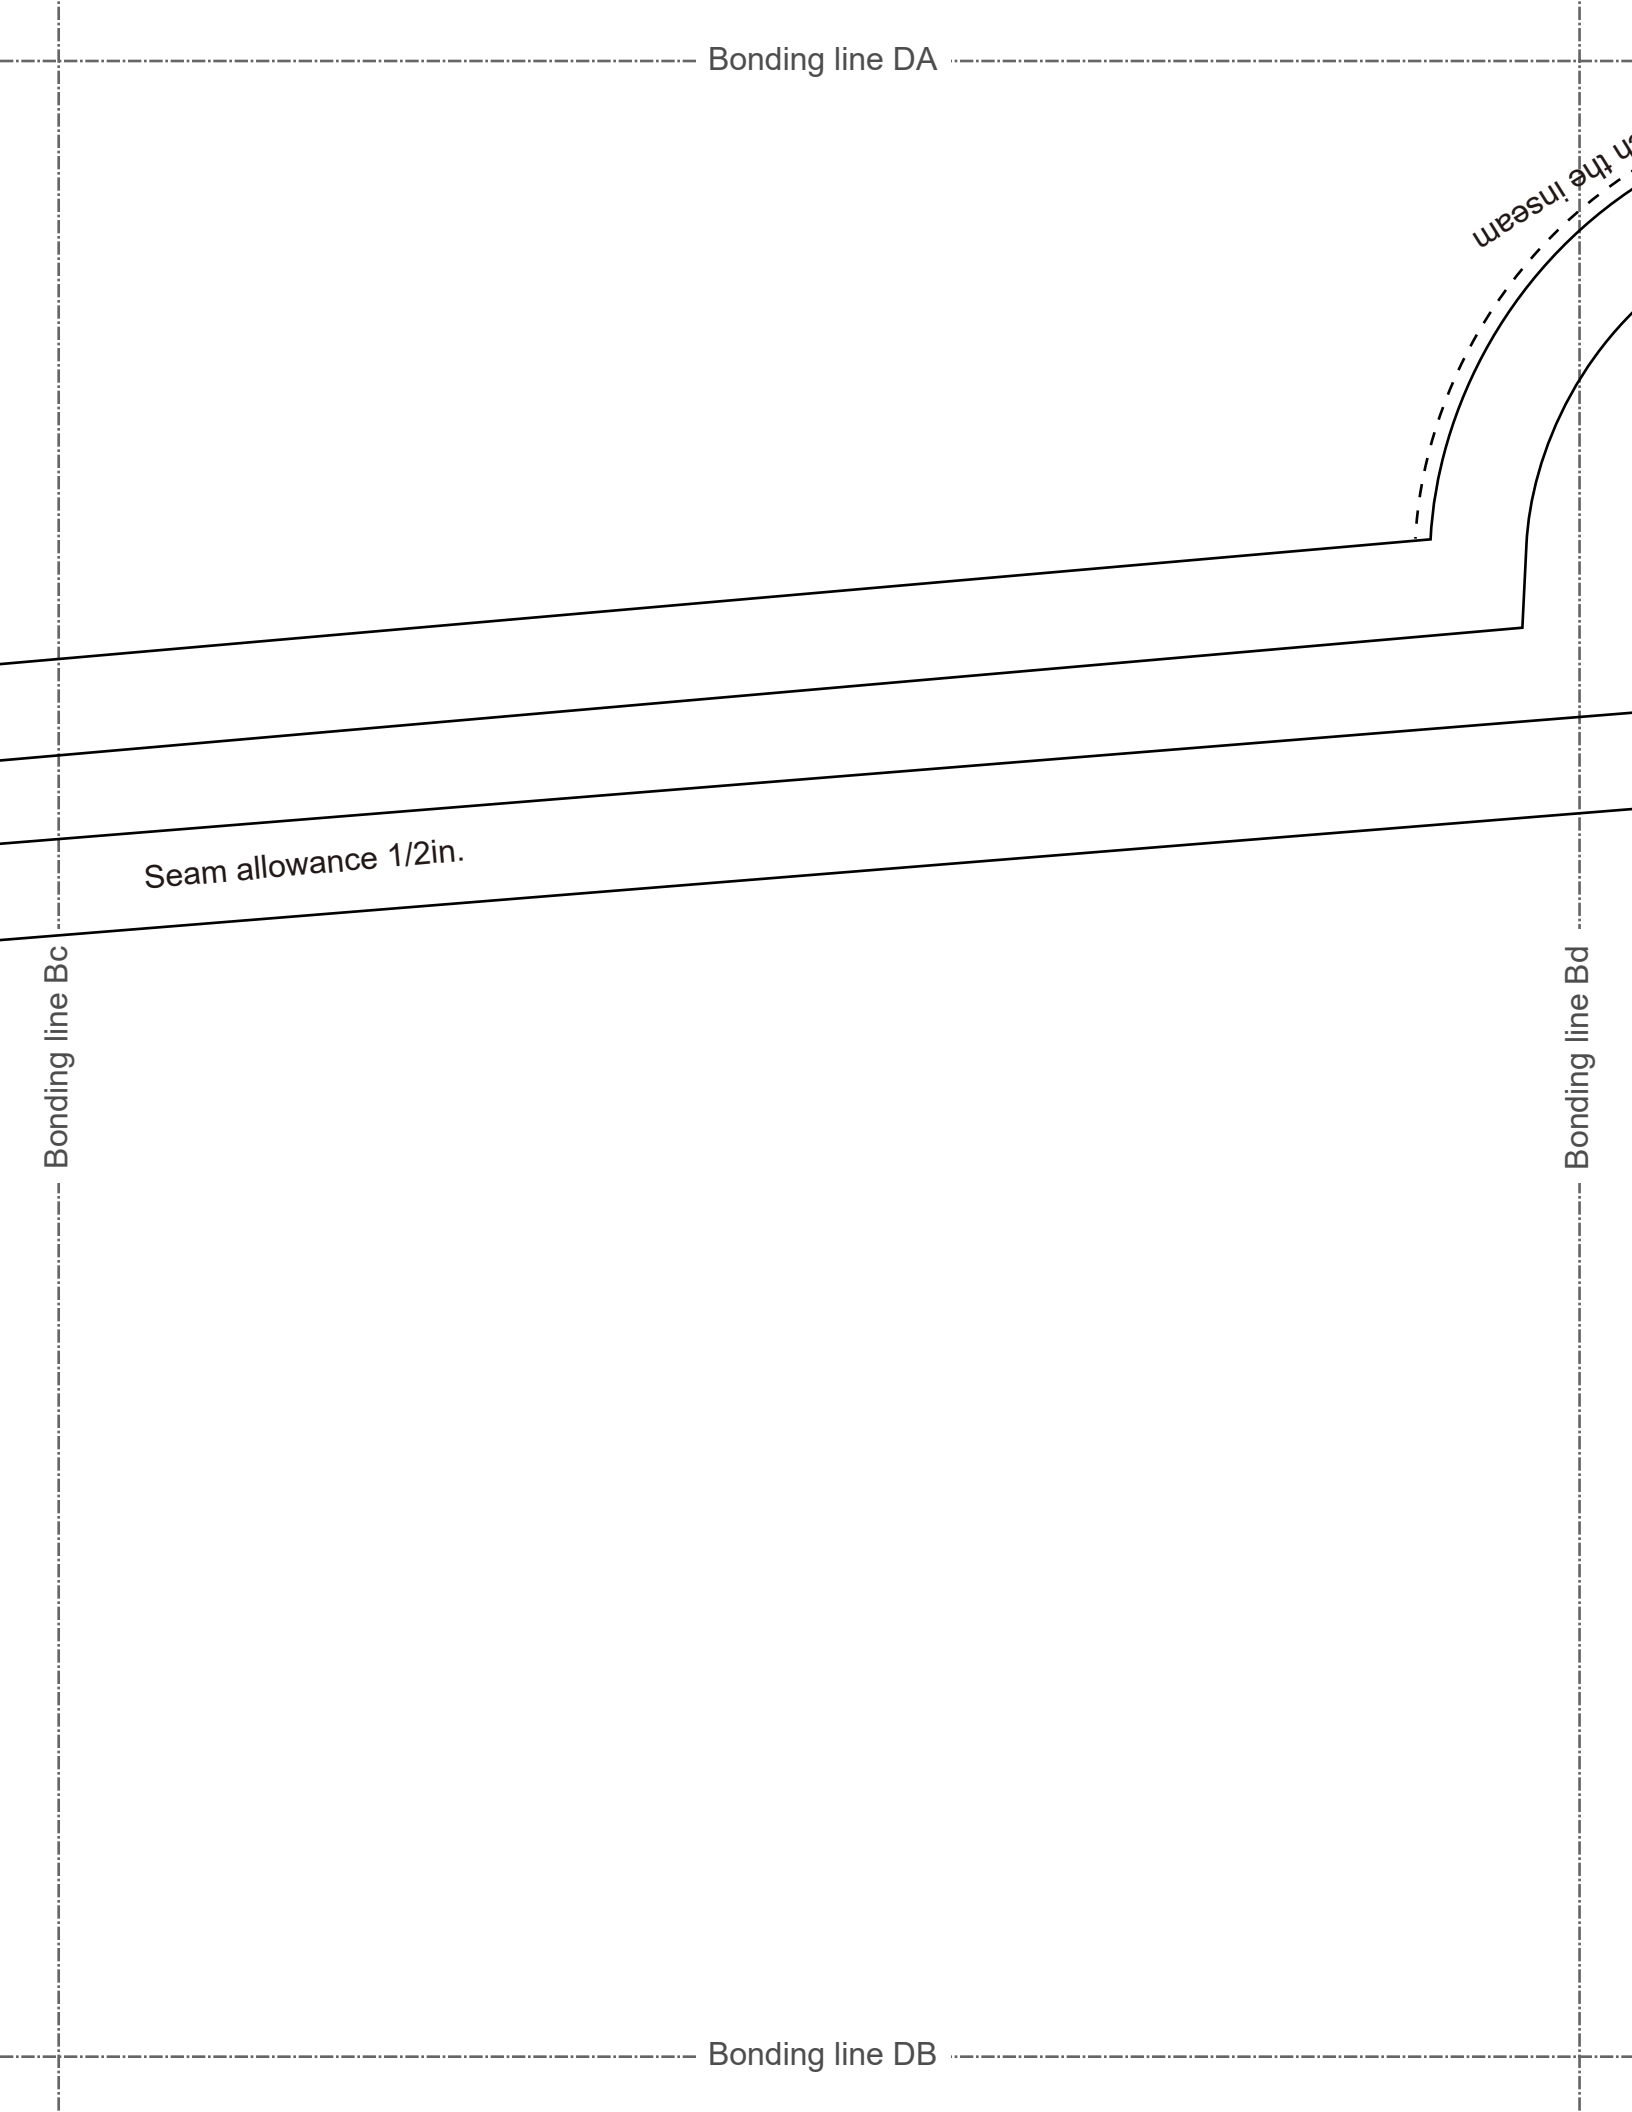 Bonding line DA
the inseam
Seam allowance 1/2in.
Bonding line Bc
Bonding line Bd
Bonding line DB